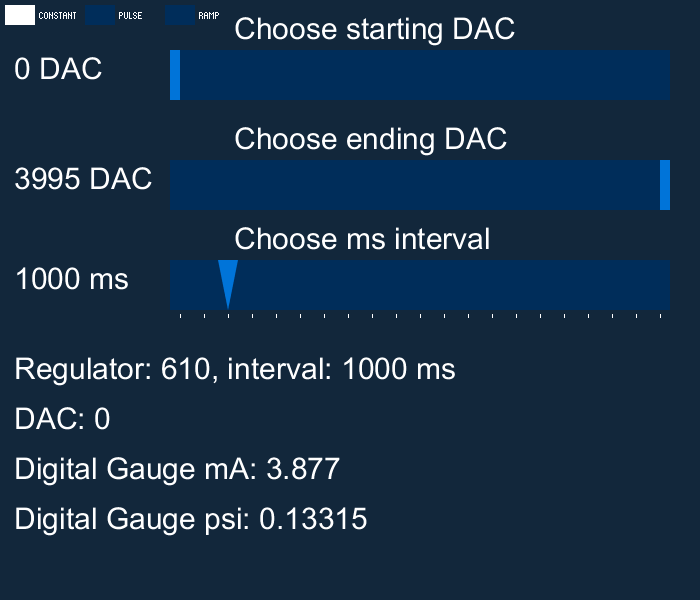 CONSTANT PULSE RAMP
Choose starting DAC
0 DAC
Choose ending DAC
3995 DAC
Choose ms interval
1000 ms
Regulator: 610, interval: 1000 ms
DAC: 0
Digital Gauge mA: 3.877
Digital Gauge psi: 0.13315